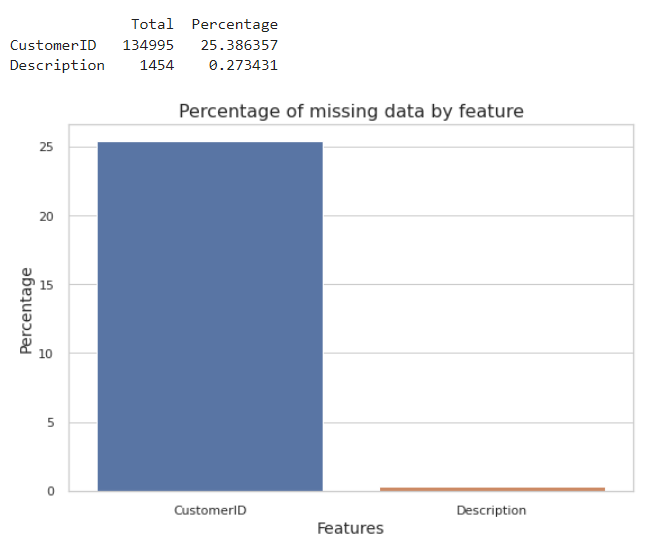 Total Percentage
CustomerID 134995 25.386357
Description 1454 0.273431
Percentage of missing data by feature
25
20
15
10
5
0
Percentage
CustomerID Description
Features